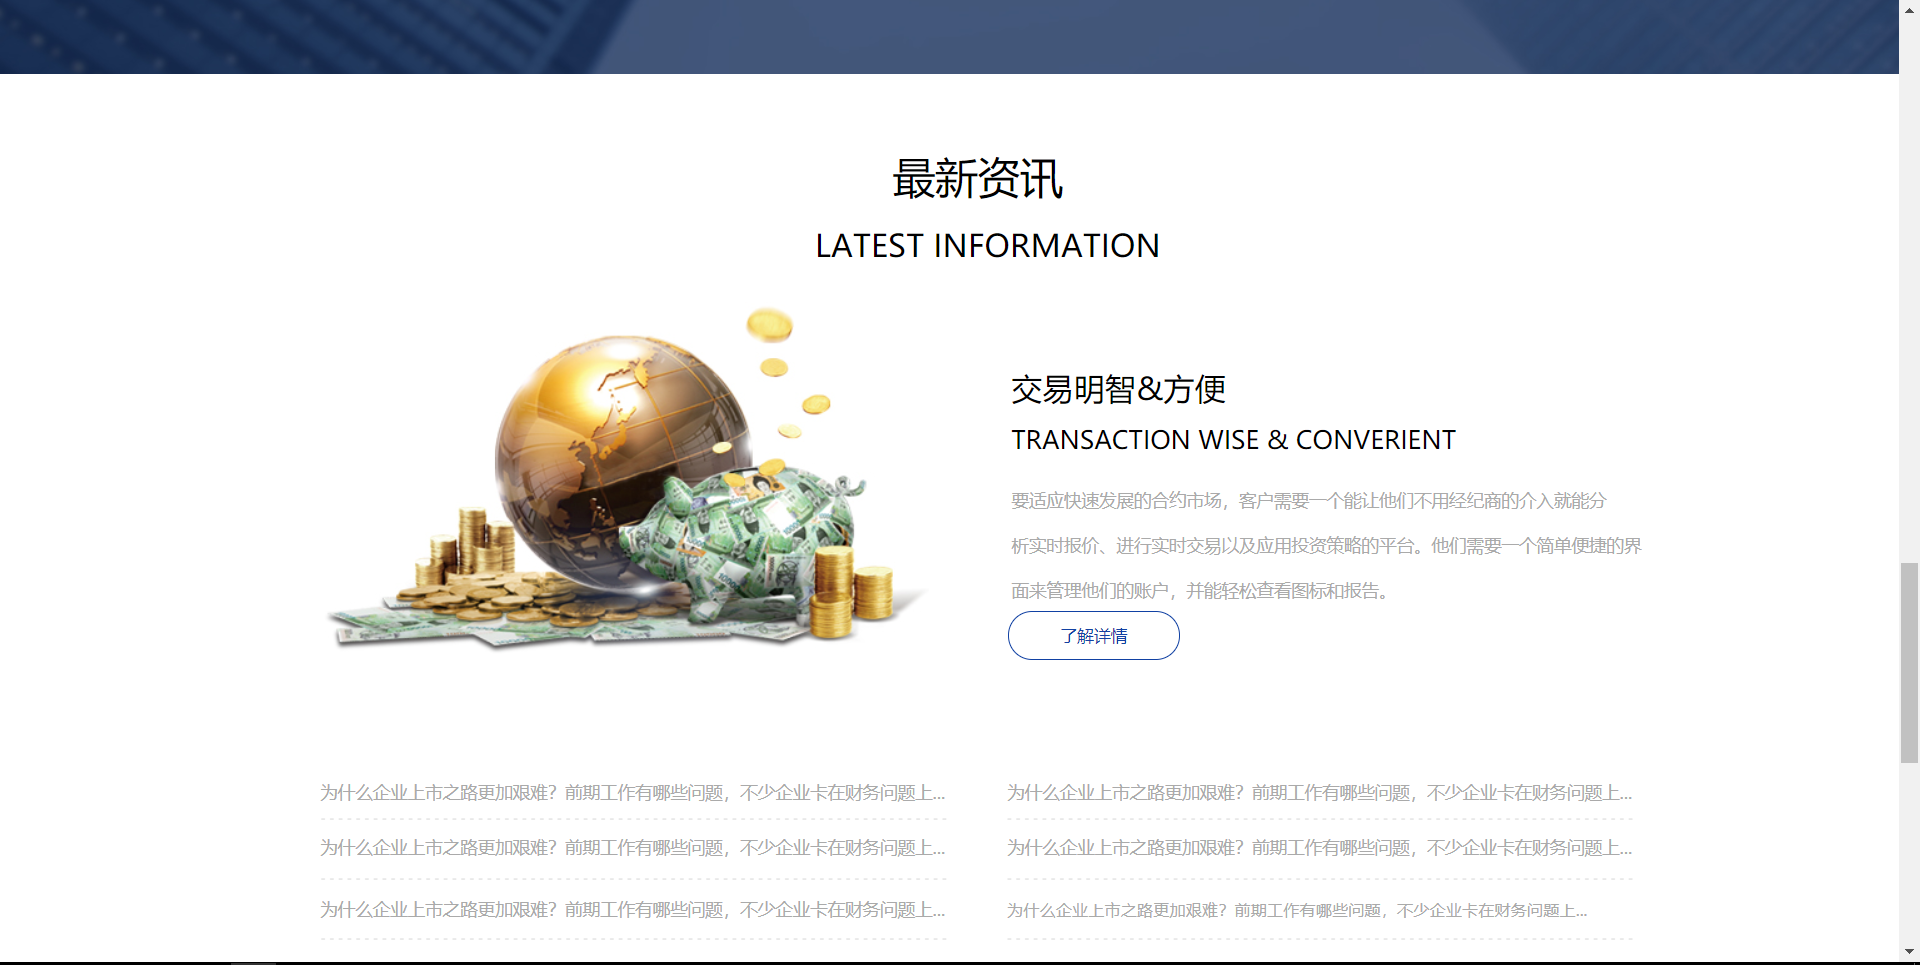 最新资讯
LATEST INFORMATION
交易明智&方便
TRANSACTION WISE & CONVERIENT
要适应快速发展的合约市场，客户需要一个能让他们不用经纪商的介入就能分
析实时报价、进行实时交易以及应用投资策略的平台。他们需要一个简单便捷的界
面来管理他们的账户，并能轻松查看图标和报告。
了解详情
为什么企业上市之路更加艰难？前期工作有哪些问题，不少企业卡在财务问题上...
为什么企业上市之路更加艰难？前期工作有哪些问题，不少企业卡在财务问题上...
为什么企业上市之路更加艰难？前期工作有哪些问题，不少企业卡在财务问题上...
为什么企业上市之路更加艰难？前期工作有哪些问题，不少企业卡在财务问题上...
为什么企业上市之路更加艰难？前期工作有哪些问题，不少企业卡在财务问题上...
为什么企业上市之路更加艰难？前期工作有哪些问题，不少企业卡在财务问题上...